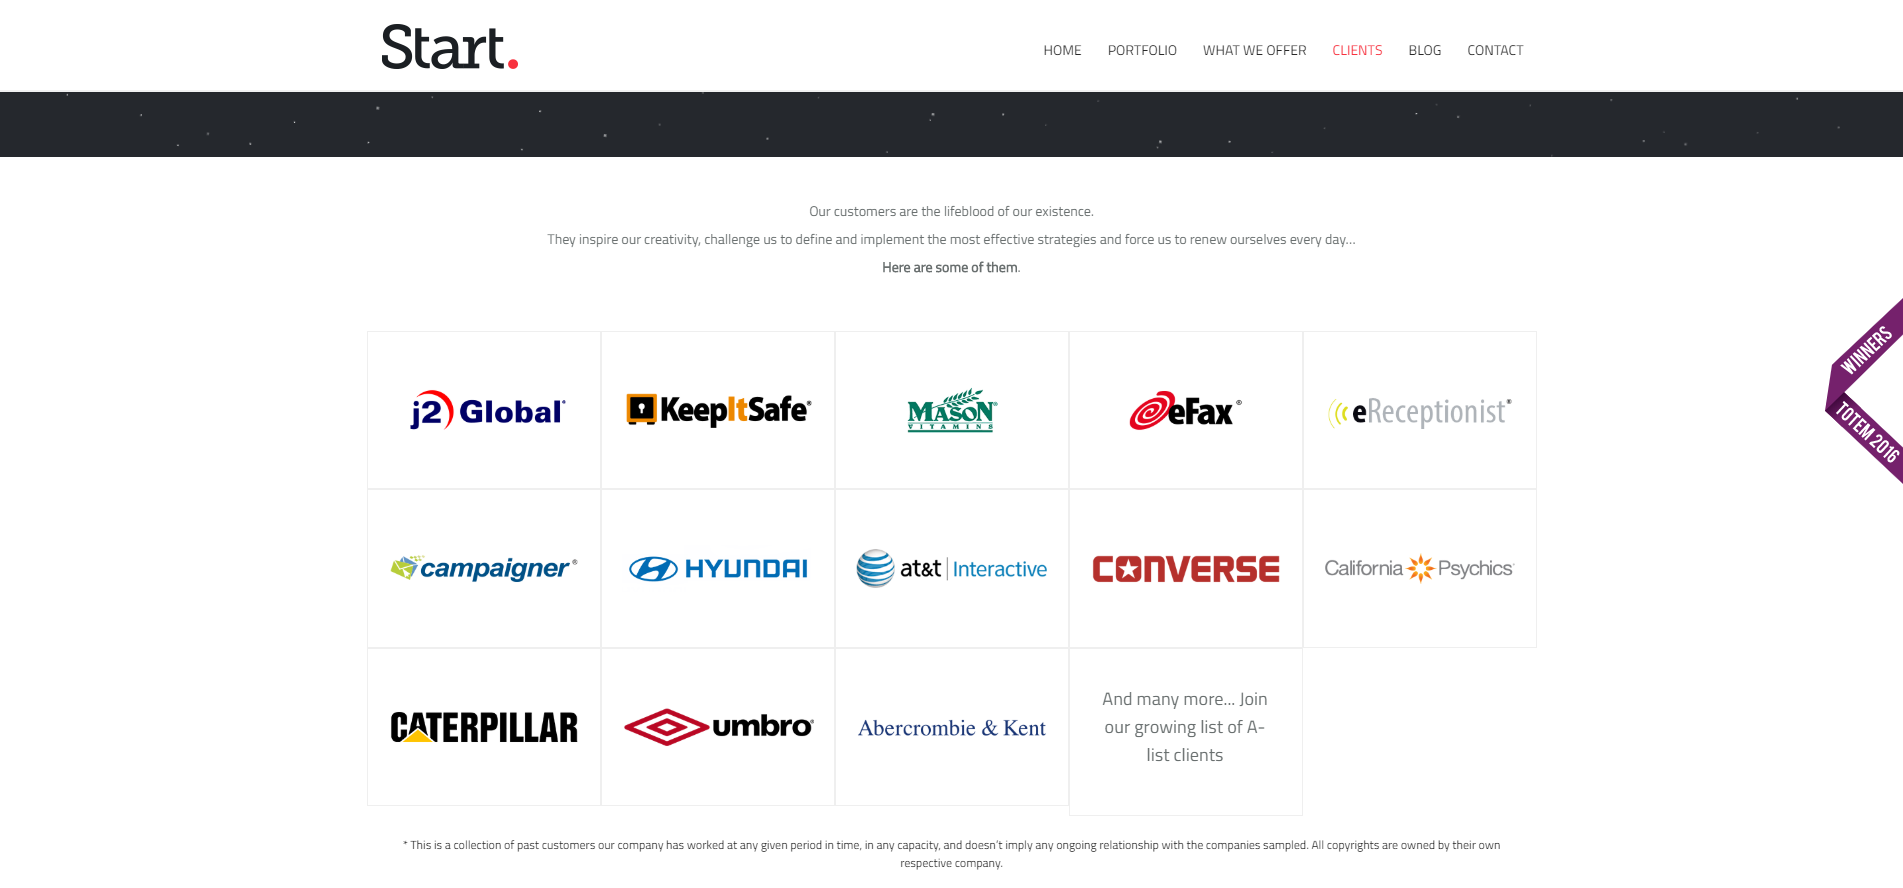 Start.
HOME PORTFOLIO WHAT WE OFFER CLIENTS BLOG CONTACT
Our customers are the lifeblood of our existence.
They inspire our creativity, challenge us to define and implement the most effective strategies and force us to renew ourselves every day...
Here are some of them.
WINNERS
TOTEM 2016
j2 Global®
KeepItSafe®
MASON®
VITAMINS
eFax®
eReceptionist®
campaigner®
HYUNDAI
at&t | Interactive
CONVERSE
California Psychics
CATERPILLAR
umbro®
Abercrombie & Kent
And many more... Join
our growing list of A-
list clients
* This is a collection of past customers our company has worked at any given period in time, in any capacity, and doesn't imply any ongoing relationship with the companies sampled. All copyrights are owned by their own
respective company.